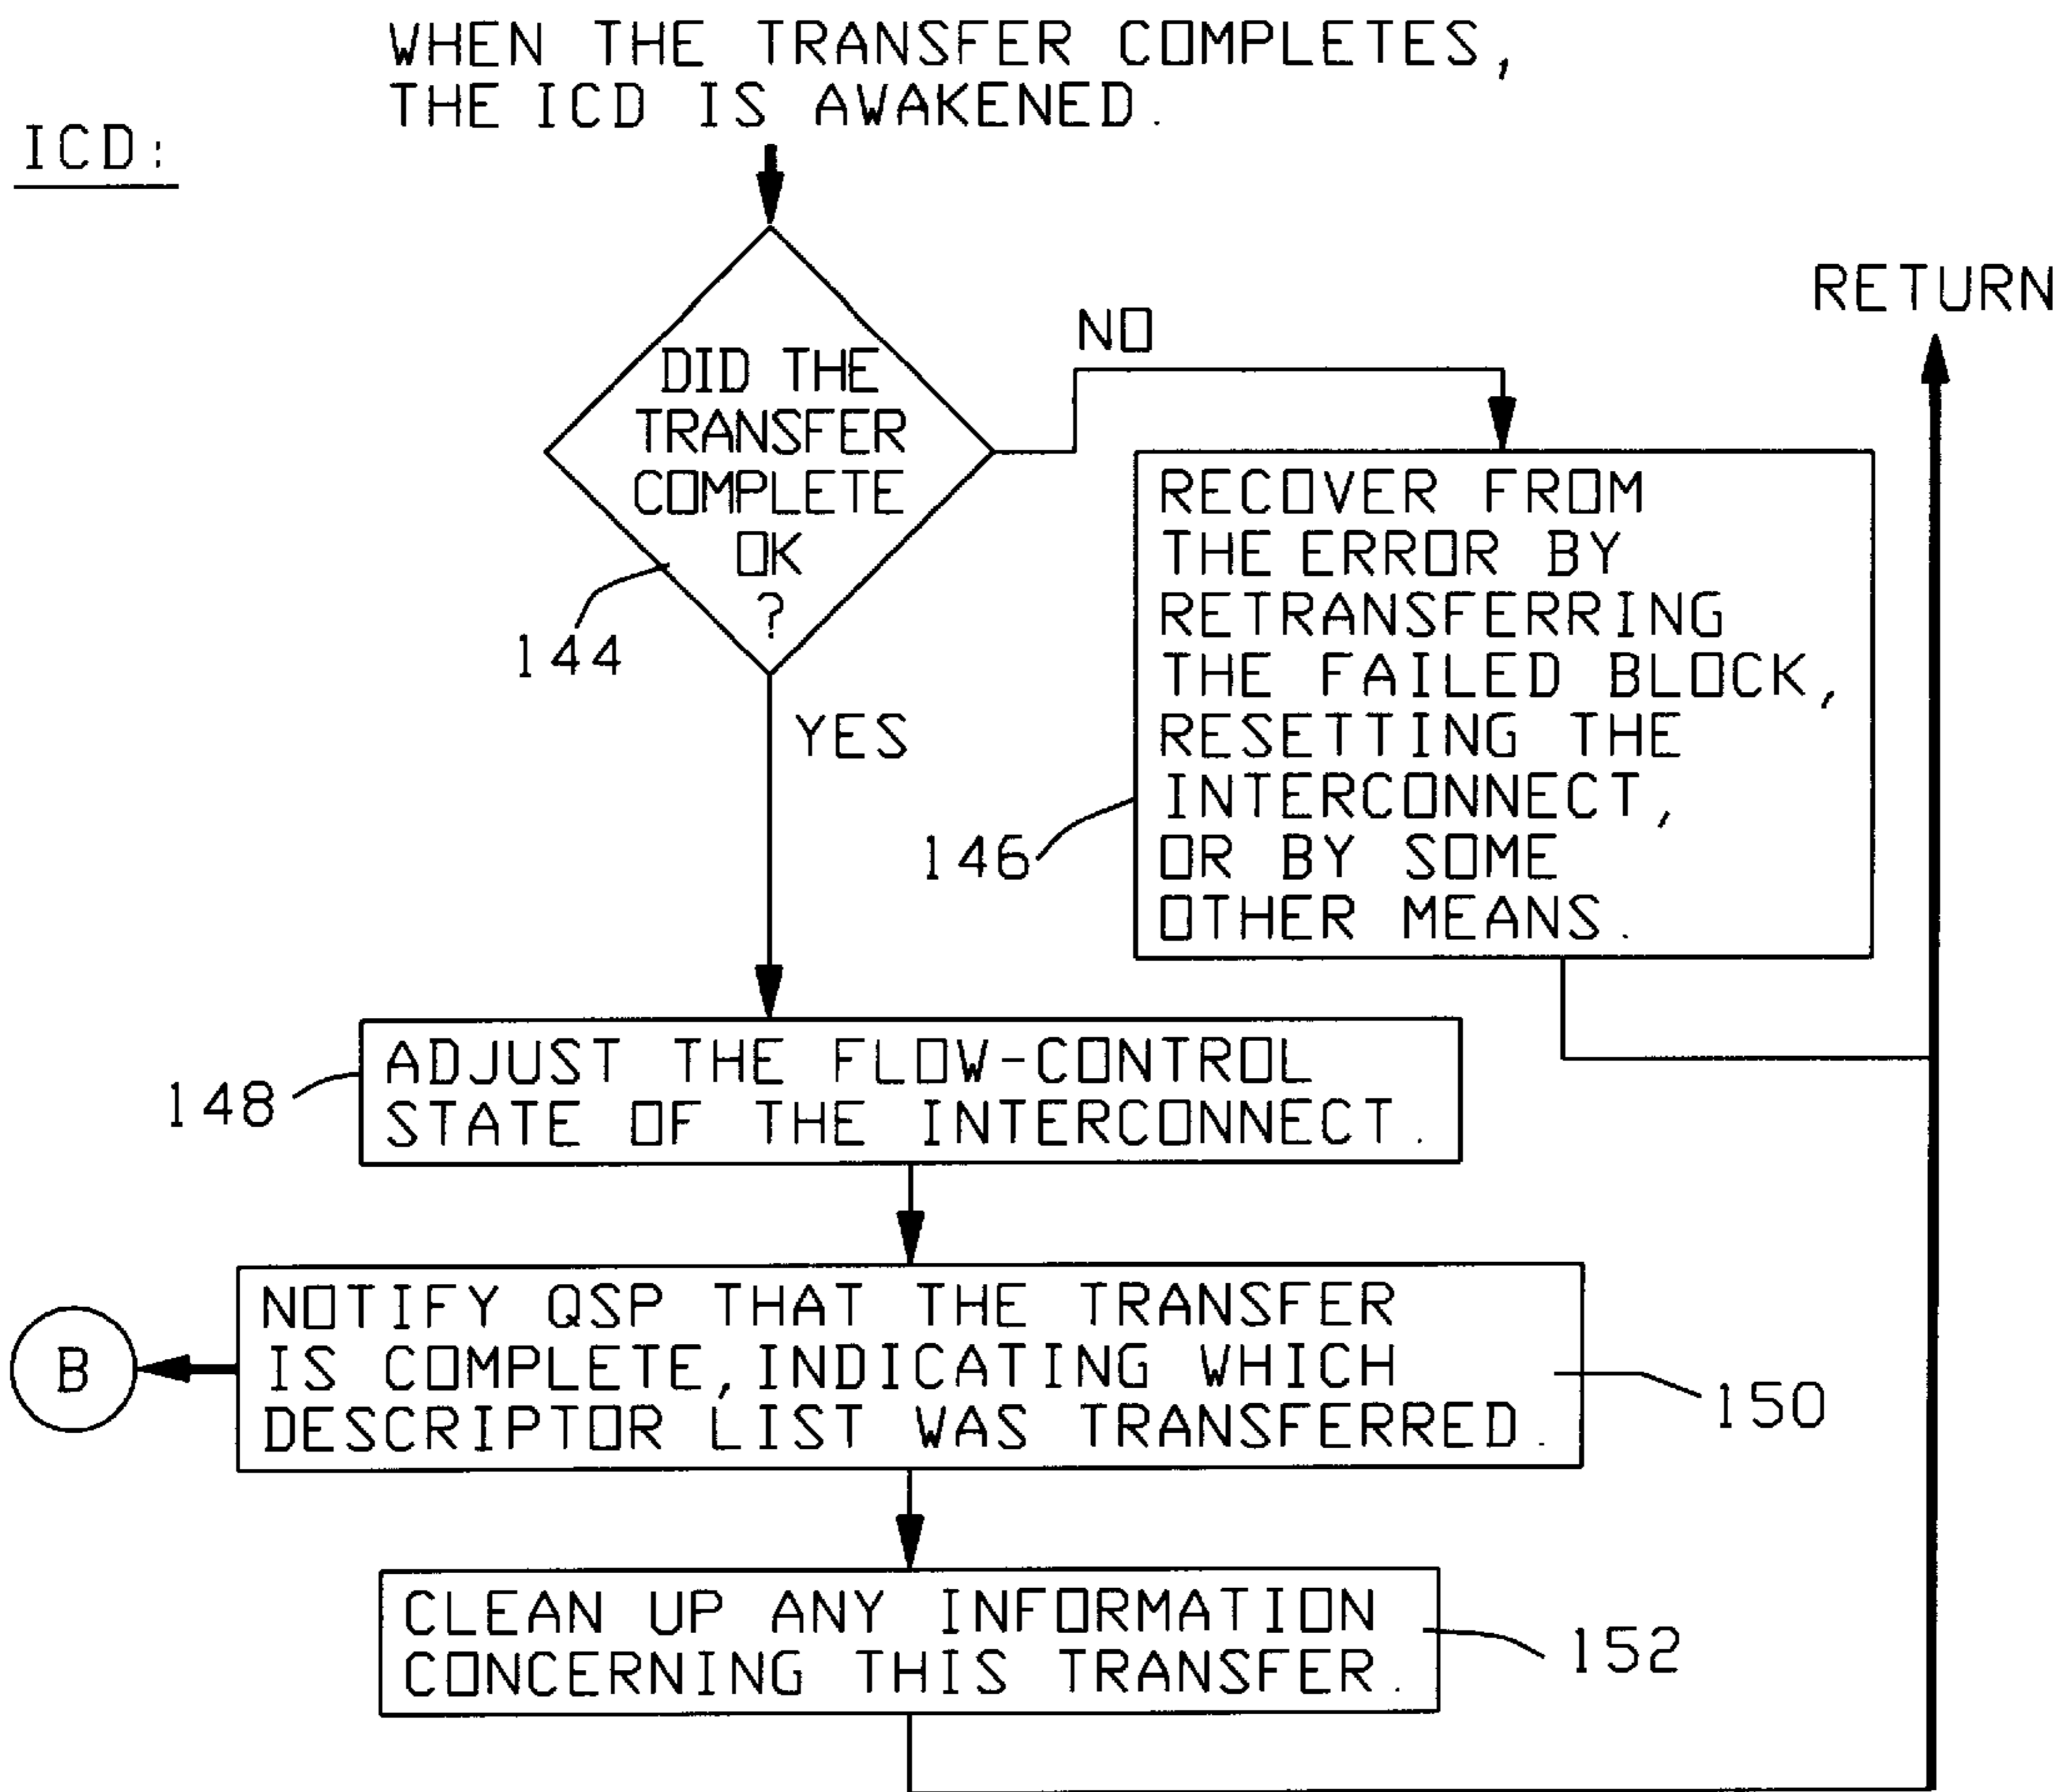 WHEN THE TRANSFER COMPLETES,
THE ICD IS AWAKENED.
ICD:
RETURN
NO
DID THE
TRANSFER
COMPLETE
OK
?
144
YES
RECOVER FROM
THE ERROR BY
RETRANSFERRING
THE FAILED BLOCK,
RESETTING THE
INTERCONNECT,
OR BY SOME
OTHER MEANS.
146
ADJUST THE FLOW-CONTROL
STATE OF THE INTERCONNECT.
148
NOTIFY QSP THAT THE TRANSFER
IS COMPLETE, INDICATING WHICH
DESCRIPTOR LIST WAS TRANSFERRED.
B
150
CLEAN UP ANY INFORMATION
CONCERNING THIS TRANSFER.
152